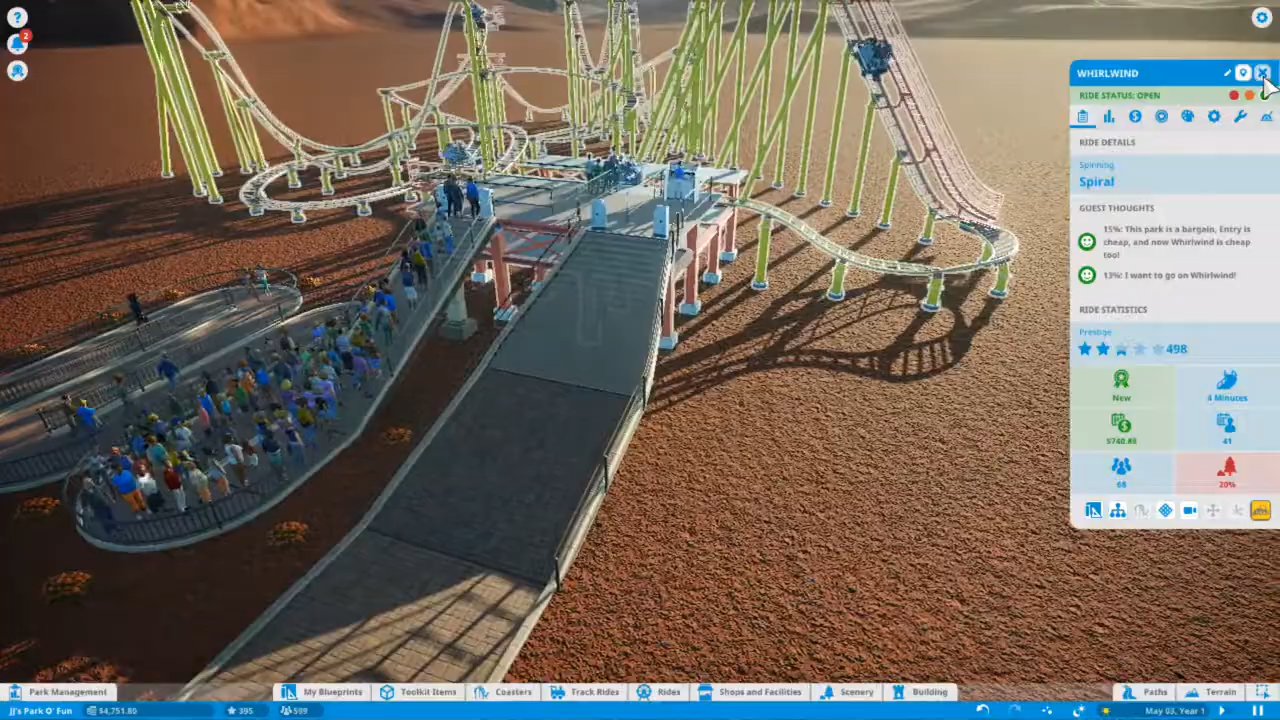 ?
2
WHIRLWIND
RIDE STATUS: OPEN
RIDE DETAILS
Spinning
Spiral
GUEST THOUGHTS
15%: This park is a bargain, Entry is
cheap, and now Whirlwind is cheap
too!
13%: I want to go on Whirlwind!
RIDE STATISTICS
Prestige
498
New
4 Minutes
$740.88
41
68
20%
Park Management
My Blueprints
Toolkit Items
Coasters
Track Rides
Rides
Shops and Facilities
Scenery
Building
Paths
Terrain
JJ's Park O' Fun
$4,751.80
395
599
May 03, Year 1